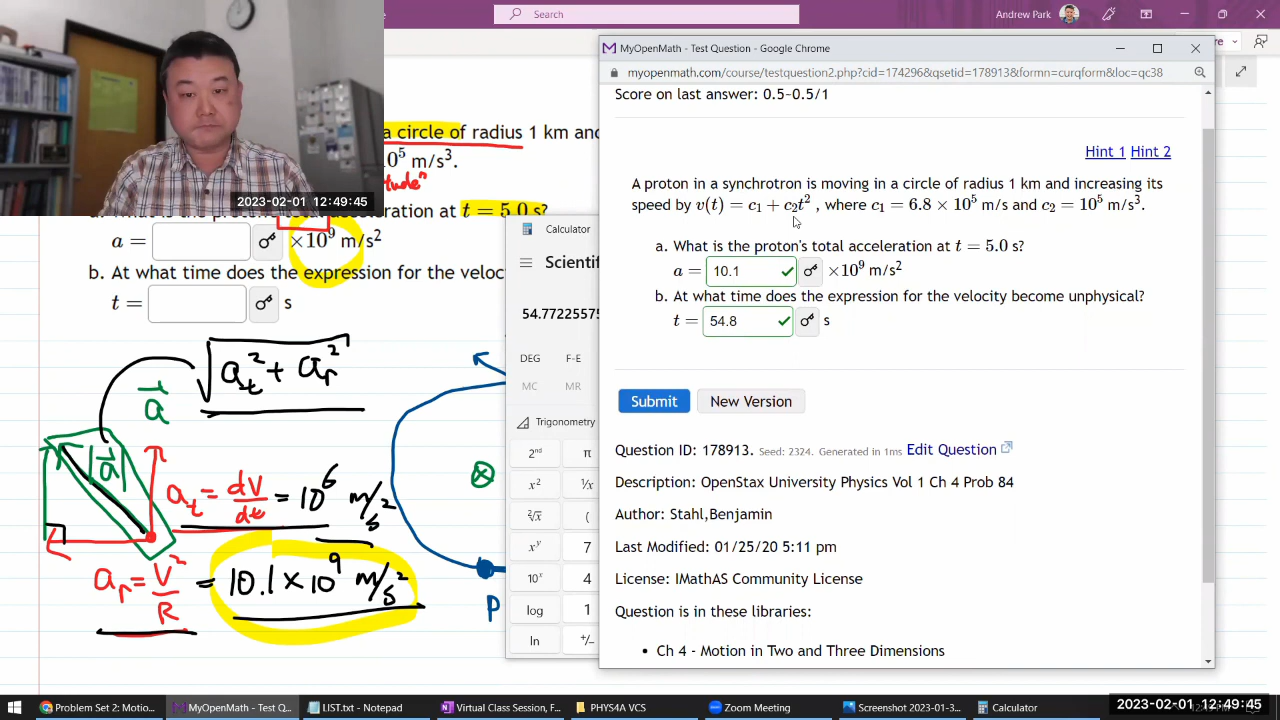 Search
Andrew Park
MyOpenMath - Test Question - Google Chrome
myopenmath.com/course/testquestion2.php?cid=174296&qsetid=178913&formn=curqform&loc=qc38
Score on last answer: 0.5-0.5/1
Hint 1 Hint 2
A proton in a synchrotron is moving in a circle of radius 1 km and increasing its
speed by v(t) = c₁ + c₂t² , where c₁ = 6.8 × 10⁵ m/s and c₂ = 10⁵ m/s³.
a. What is the proton's total acceleration at t = 5.0 s?
a = 10.1 ×10⁹ m/s²
b. At what time does the expression for the velocity become unphysical?
t = 54.8 s
Submit New Version
Question ID: 178913. Seed: 2324. Generated in 1ms Edit Question
Description: OpenStax University Physics Vol 1 Ch 4 Prob 84
Author: Stahl,Benjamin
Last Modified: 01/25/20 5:11 pm
License: IMathAS Community License
Question is in these libraries:
• Ch 4 - Motion in Two and Three Dimensions
2023-02-01 12:49:45
a circle of radius 1 km and
10⁵ m/s³.
acceleration at t = 5.0 s?
a = ×10⁹ m/s²
b. At what time does the expression for the veloc
t = s
√(aₜ² + aᵣ²)
a⃗
|a⃗|
aₜ = dV/dt = 10⁶ m/s²
aᵣ = V²/R = 10.1 × 10⁹ m/s²
P
Calculator
Scientif
54.7722557
DEG F-E
MC MR
Trigonometry
2ⁿᵈ π
x² ¹/x
²√x (
xʸ 7
10ˣ 4
log 1
ln +/-
Problem Set 2: Motio...
MyOpenMath - Test Q...
LIST.txt - Notepad
Virtual Class Session, F...
PHYS4A VCS
Zoom Meeting
Screenshot 2023-01-3...
Calculator
2023-02-01 12:49:45